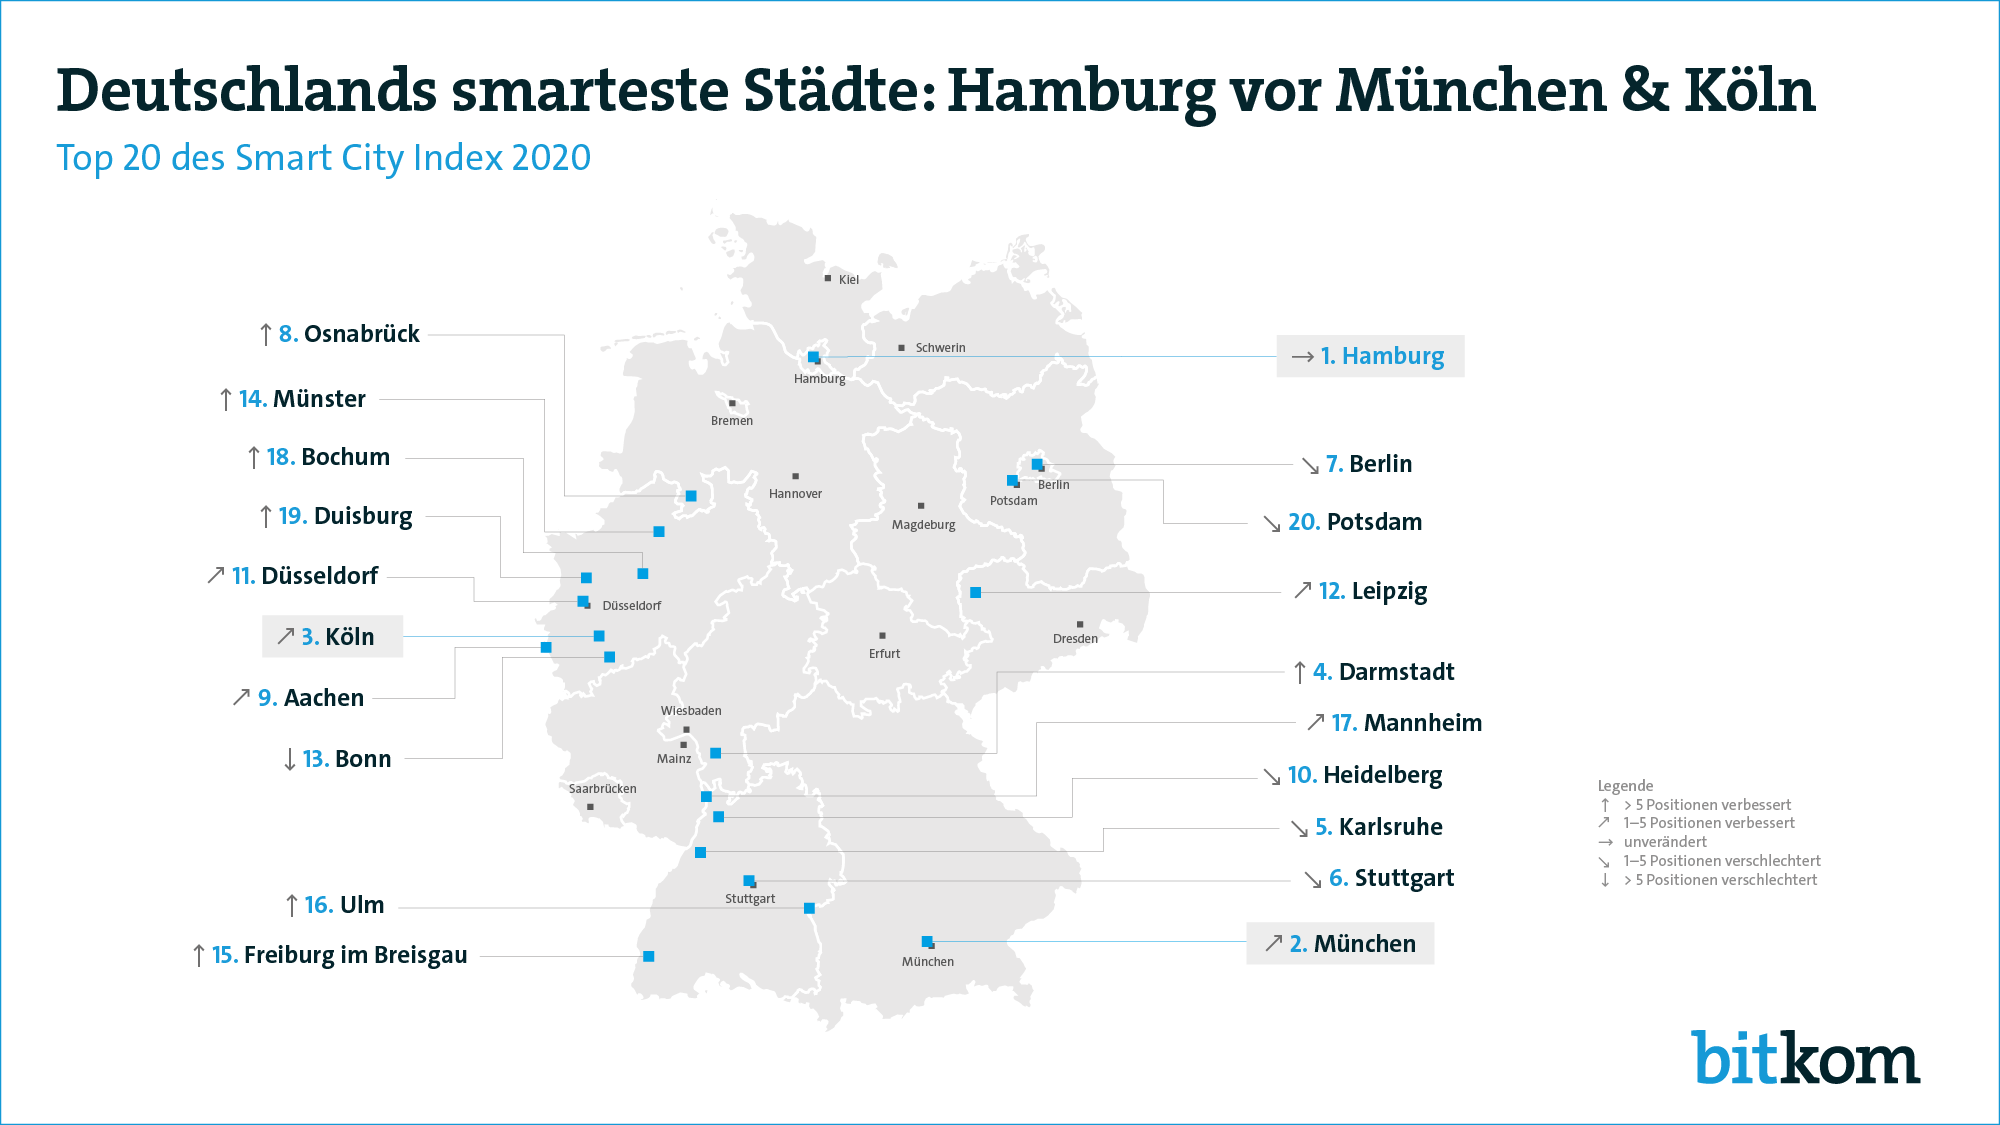 Deutschlands smarteste Städte: Hamburg vor München & Köln
Top 20 des Smart City Index 2020
↑ 8. Osnabrück
↑ 14. Münster
↑ 18. Bochum
↑ 19. Duisburg
↗ 11. Düsseldorf
↗ 3. Köln
↗ 9. Aachen
↓ 13. Bonn
↑ 16. Ulm
↑ 15. Freiburg im Breisgau
Kiel
Schwerin
Hamburg
Bremen
Hannover
Berlin
Potsdam
Magdeburg
Düsseldorf
Dresden
Erfurt
Wiesbaden
Mainz
Saarbrücken
Stuttgart
München
→ 1. Hamburg
↘ 7. Berlin
↘ 20. Potsdam
↗ 12. Leipzig
↑ 4. Darmstadt
↗ 17. Mannheim
↘ 10. Heidelberg
↘ 5. Karlsruhe
↘ 6. Stuttgart
↗ 2. München
Legende
↑ > 5 Positionen verbessert
↗ 1–5 Positionen verbessert
→ unverändert
↘ 1–5 Positionen verschlechtert
↓ > 5 Positionen verschlechtert
bitkom